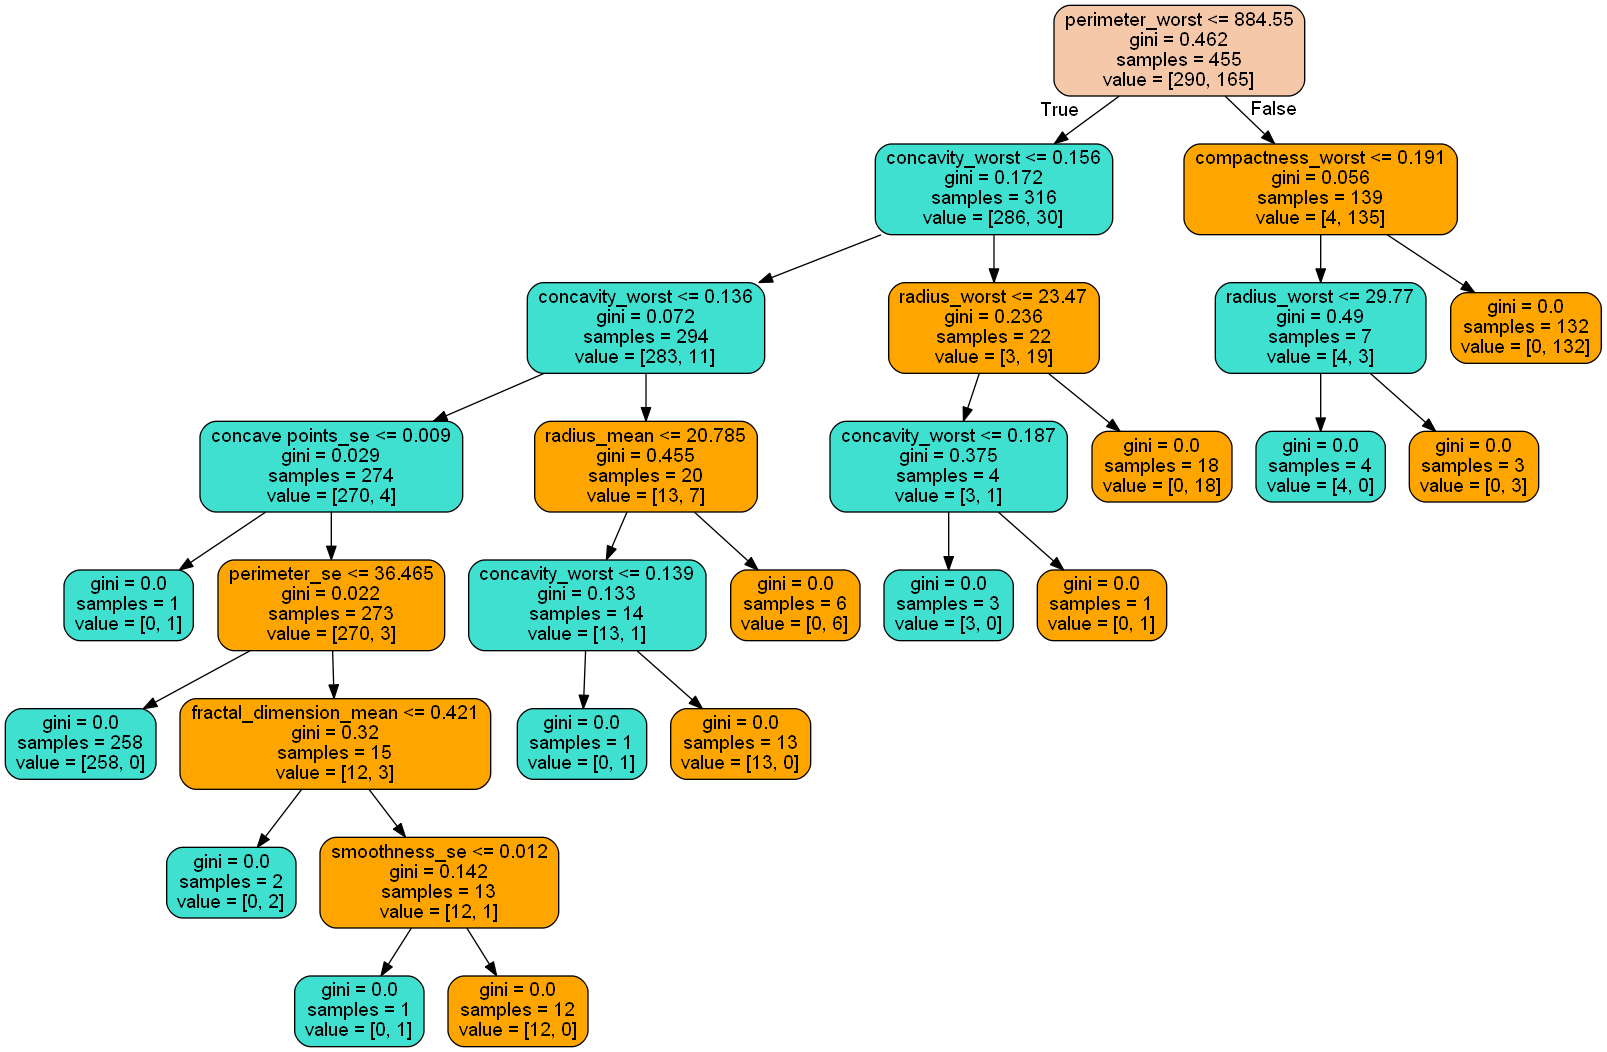 perimeter_worst <= 884.55
gini = 0.462
samples = 455
value = [290, 165]
True
False
concavity_worst <= 0.156
gini = 0.172
samples = 316
value = [286, 30]
compactness_worst <= 0.191
gini = 0.056
samples = 139
value = [4, 135]
concavity_worst <= 0.136
gini = 0.072
samples = 294
value = [283, 11]
radius_worst <= 23.47
gini = 0.236
samples = 22
value = [3, 19]
radius_worst <= 29.77
gini = 0.49
samples = 7
value = [4, 3]
gini = 0.0
samples = 132
value = [0, 132]
concave points_se <= 0.009
gini = 0.029
samples = 274
value = [270, 4]
radius_mean <= 20.785
gini = 0.455
samples = 20
value = [13, 7]
concavity_worst <= 0.187
gini = 0.375
samples = 4
value = [3, 1]
gini = 0.0
samples = 18
value = [0, 18]
gini = 0.0
samples = 4
value = [4, 0]
gini = 0.0
samples = 3
value = [0, 3]
gini = 0.0
samples = 1
value = [0, 1]
perimeter_se <= 36.465
gini = 0.022
samples = 273
value = [270, 3]
concavity_worst <= 0.139
gini = 0.133
samples = 14
value = [13, 1]
gini = 0.0
samples = 6
value = [0, 6]
gini = 0.0
samples = 3
value = [3, 0]
gini = 0.0
samples = 1
value = [0, 1]
gini = 0.0
samples = 258
value = [258, 0]
fractal_dimension_mean <= 0.421
gini = 0.32
samples = 15
value = [12, 3]
gini = 0.0
samples = 1
value = [0, 1]
gini = 0.0
samples = 13
value = [13, 0]
gini = 0.0
samples = 2
value = [0, 2]
smoothness_se <= 0.012
gini = 0.142
samples = 13
value = [12, 1]
gini = 0.0
samples = 1
value = [0, 1]
gini = 0.0
samples = 12
value = [12, 0]